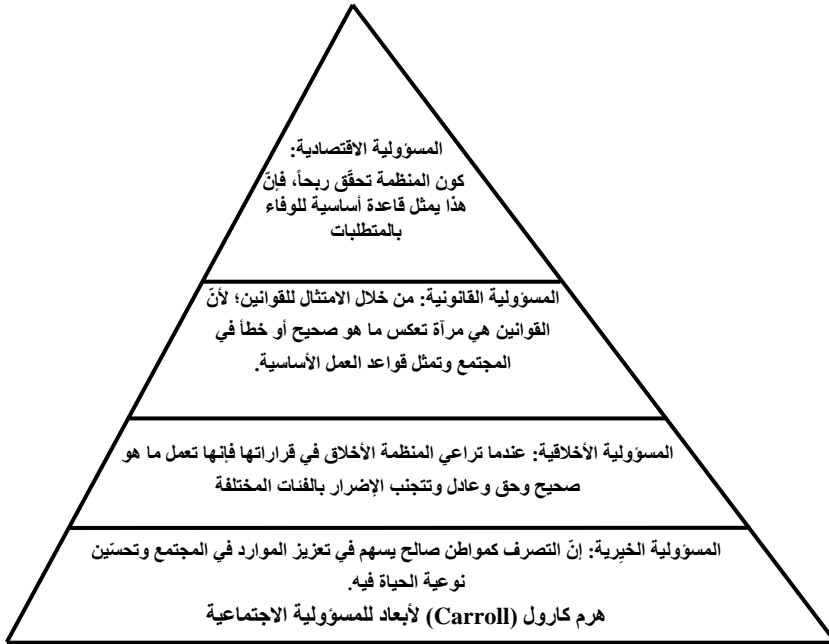 المسؤولية الاقتصادية:
كون المنظمة تحقّق ربحاً، فإنّ
هذا يمثل قاعدة أساسية للوفاء
بالمتطلبات
المسؤولية القانونية: من خلال الامتثال للقوانين؛ لأنّ
القوانين هي مرآة تعكس ما هو صحيح أو خطأ في
المجتمع وتمثل قواعد العمل الأساسية.
المسؤولية الأخلاقية: عندما تراعي المنظمة الأخلاق في قراراتها فإنها تعمل ما هو
صحيح وحق وعادل وتتجنب الإضرار بالفئات المختلفة
المسؤولية الخيِرية: إنّ التصرف كمواطن صالح يسهم في تعزيز الموارد في المجتمع وتحسّين
نوعية الحياة فيه.
هرم كارول (Carroll) لأبعاد للمسؤولية الاجتماعية